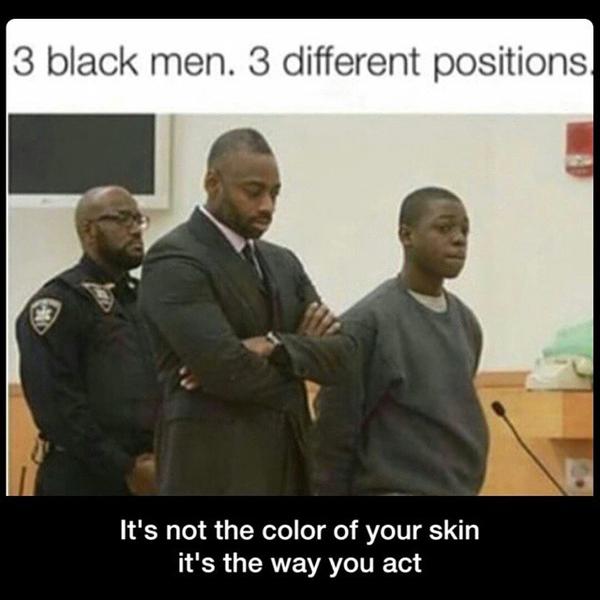 3 black men. 3 different positions.
It's not the color of your skin
it's the way you act